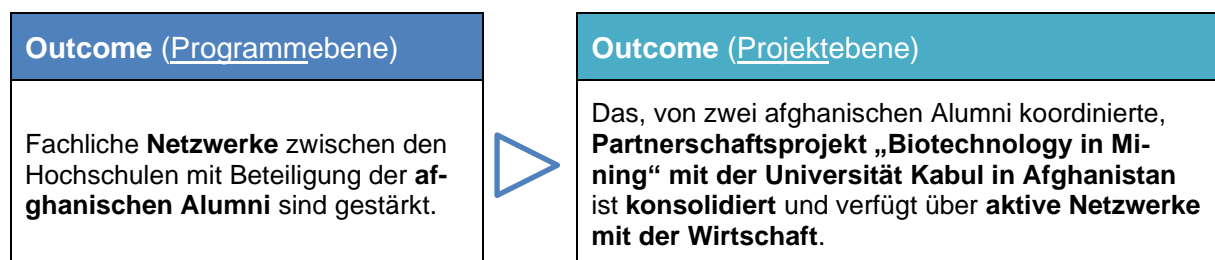 Outcome (Programmebene)
Fachliche Netzwerke zwischen den
Hochschulen mit Beteiligung der af-
ghanischen Alumni sind gestärkt.
Outcome (Projektebene)
Das, von zwei afghanischen Alumni koordinierte,
Partnerschaftsprojekt „Biotechnology in Mi-
ning“ mit der Universität Kabul in Afghanistan
ist konsolidiert und verfügt über aktive Netzwerke
mit der Wirtschaft.